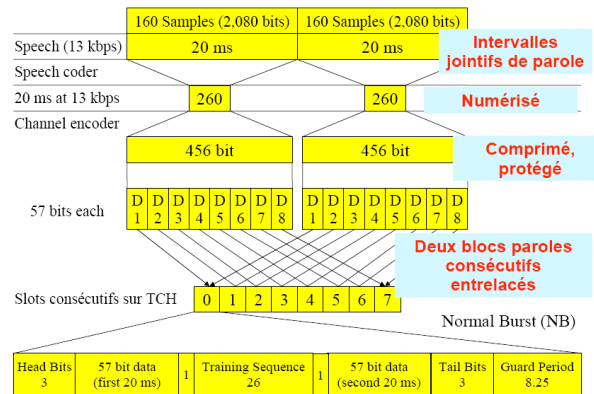 160 Samples (2,080 bits) 160 Samples (2,080 bits)
Speech (13 kbps) 20 ms 20 ms
Intervalles
jointifs de parole
Speech coder
20 ms at 13 kbps 260 260
Numérisé
Channel encoder
456 bit 456 bit
Comprimé,
protégé
57 bits each
D D D D D D D D D D D D D D D D
1 2 3 4 5 6 7 8 1 2 3 4 5 6 7 8
Deux blocs paroles
consécutifs
entrelacés
Slots consécutifs sur TCH 0 1 2 3 4 5 6 7
Normal Burst (NB)
Head Bits 57 bit data 1 Training Sequence 1 57 bit data Tail Bits Guard Period
3 (first 20 ms) 26 (second 20 ms) 3 8.25